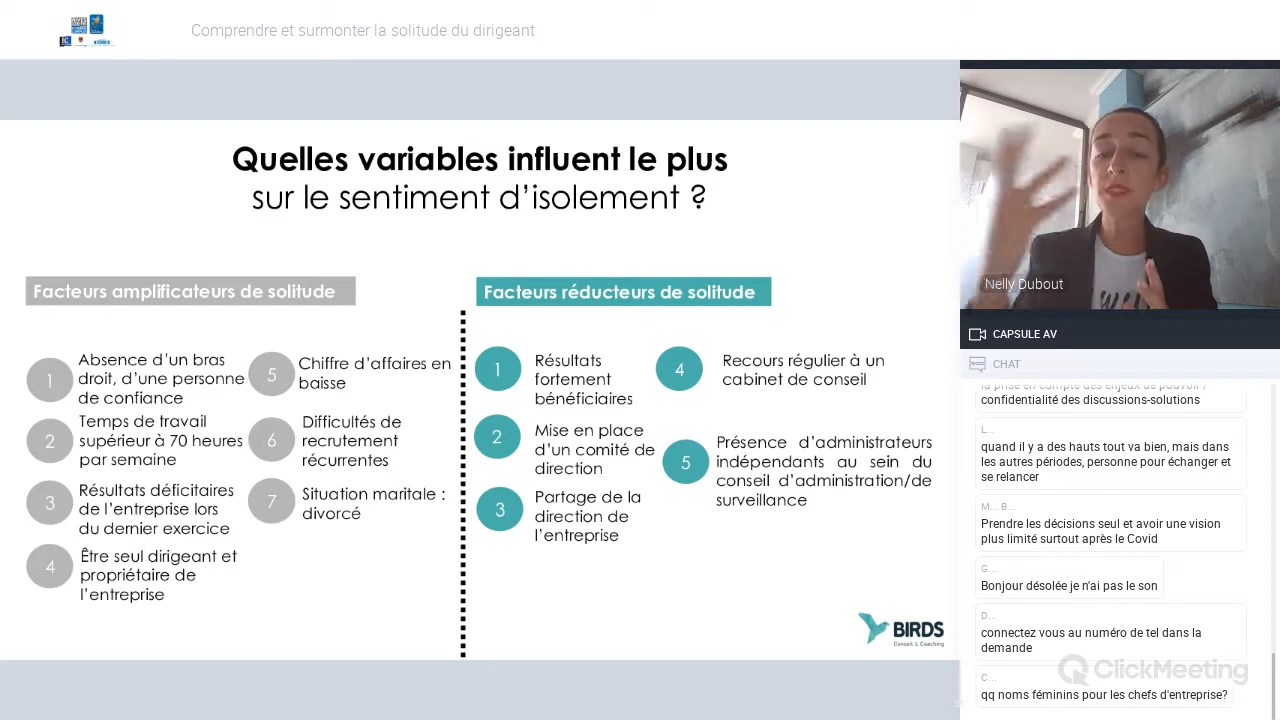 Comprendre et surmonter la solitude du dirigeant
Quelles variables influent le plus
sur le sentiment d'isolement ?
Facteurs amplificateurs de solitude
1
Absence d'un bras
droit, d'une personne
de confiance
2
Temps de travail
supérieur à 70 heures
par semaine
3
Résultats déficitaires
de l'entreprise lors
du dernier exercice
4
Être seul dirigeant et
propriétaire de
l'entreprise
5
Chiffre d'affaires en
baisse
6
Difficultés de
recrutement
récurrentes
7
Situation maritale :
divorcé
Facteurs réducteurs de solitude
1
Résultats
fortement
bénéficiaires
2
Mise en place
d'un comité de
direction
3
Partage de la
direction de
l'entreprise
4
Recours régulier à un
cabinet de conseil
5
Présence d'administrateurs
indépendants au sein du
conseil d'administration/de
surveillance
BIRDS
Conseil & Coaching
Nelly Dubout
CAPSULE AV
CHAT
la prise en compte des enjeux de pouvoir /
confidentialité des discussions-solutions
L...
quand il y a des hauts tout va bien, mais dans
les autres périodes, personne pour échanger et
se relancer
M... B...
Prendre les décisions seul et avoir une vision
plus limité surtout après le Covid
G...
Bonjour désolée je n'ai pas le son
D...
connectez vous au numéro de tel dans la
demande
C...
qq noms féminins pour les chefs d'entreprise?
ClickMeeting